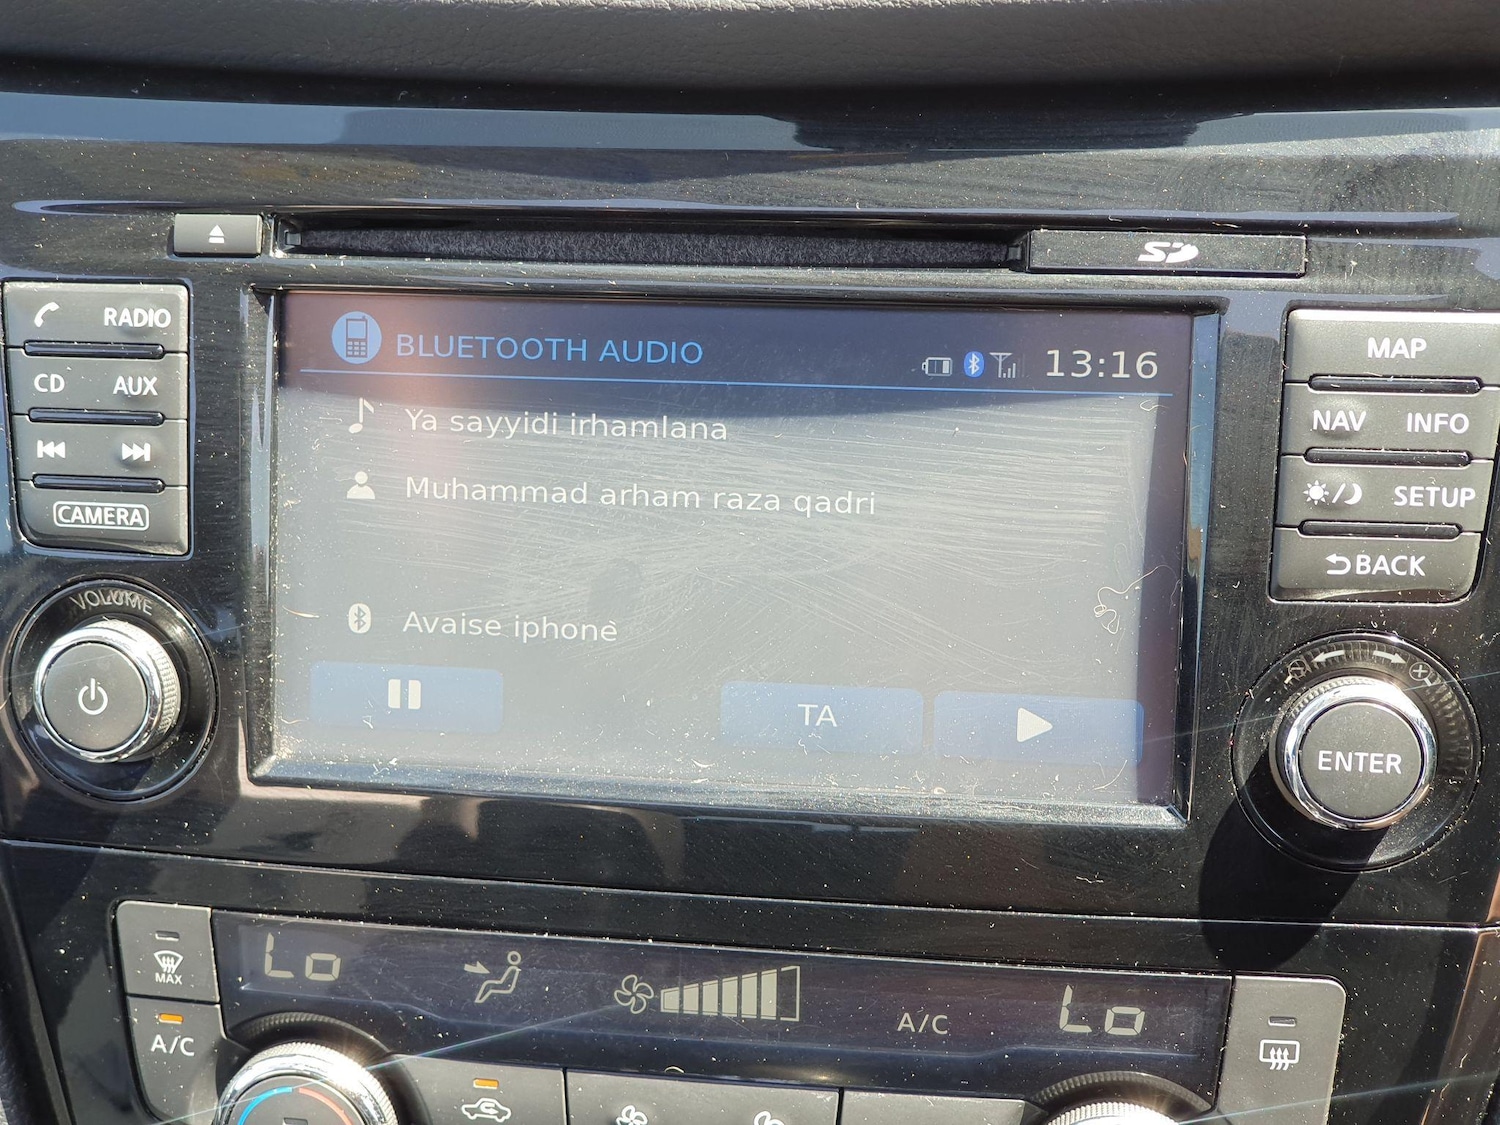 SD
RADIO
CD AUX
CAMERA
VOLUME
BLUETOOTH AUDIO 13:16
Ya sayyidi irhamlana
Muhammad arham raza qadri
Avaise iphone
TA
MAP
NAV INFO
SETUP
BACK
ENTER
MAX
A/C
Lo A/C Lo